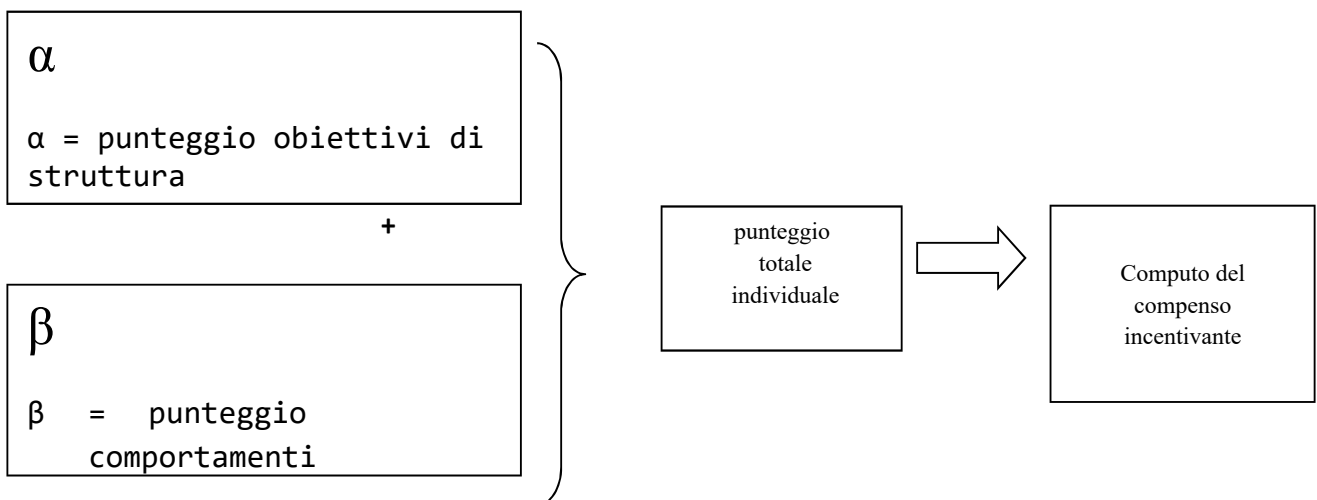 α
α = punteggio obiettivi di
struttura
+
β
β = punteggio
comportamenti
punteggio
totale
individuale
Computo del
compenso
incentivante